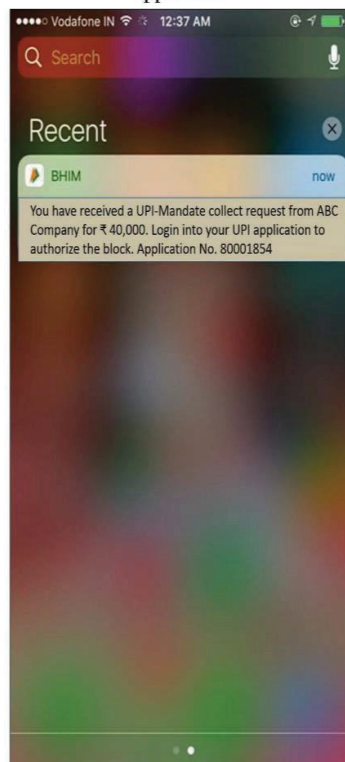 Vodafone IN 12:37 AM
Search
Recent
BHIM now
You have received a UPI-Mandate collect request from ABC
Company for ₹ 40,000. Login into your UPI application to
authorize the block. Application No. 80001854